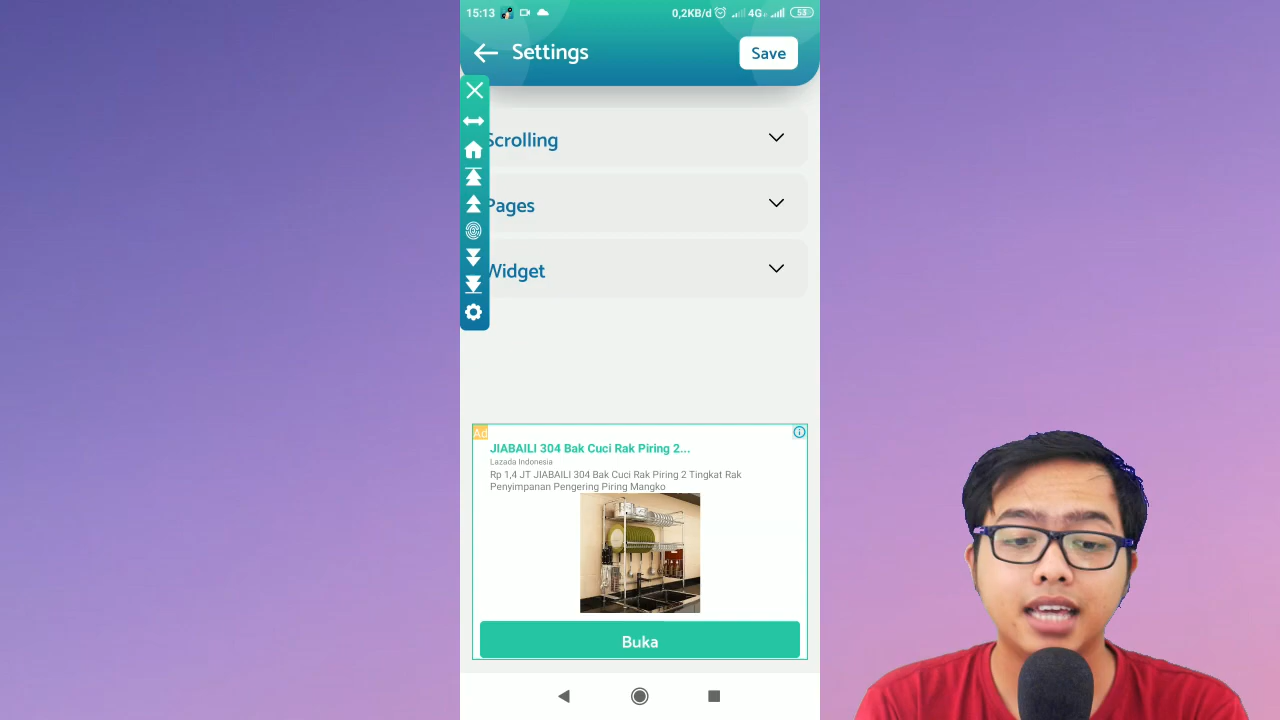 15:13 0,2KB/d 4G 53
Settings
Save
Scrolling
Pages
Widget
Ad
JIABAILI 304 Bak Cuci Rak Piring 2...
Lazada Indonesia
Rp 1,4 JT JIABAILI 304 Bak Cuci Rak Piring 2 Tingkat Rak
Penyimpanan Pengering Piring Mangko
Buka